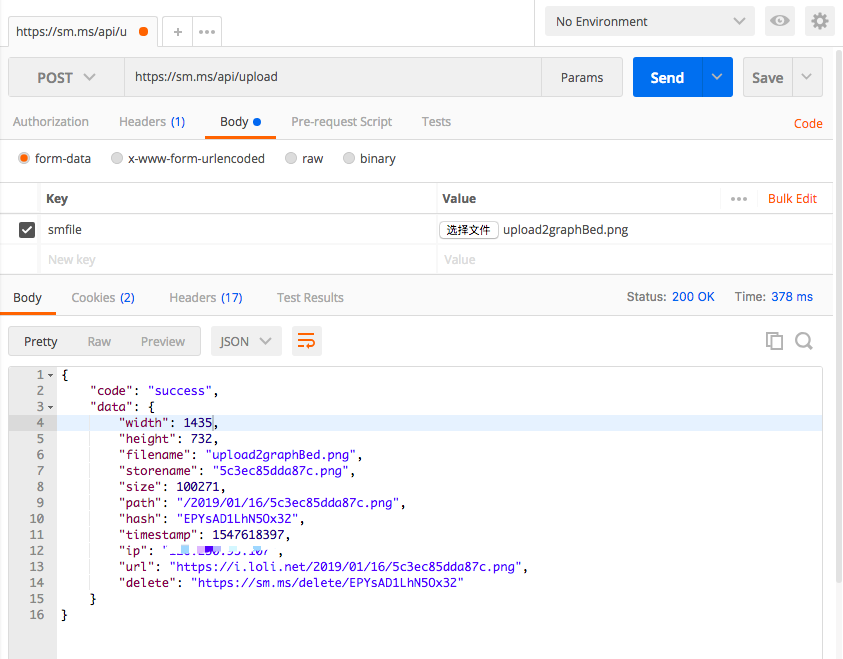 https://sm.ms/api/u
No Environment
POST https://sm.ms/api/upload Params Send Save
Authorization Headers (1) Body Pre-request Script Tests Code
form-data x-www-form-urlencoded raw binary
Key Value Bulk Edit
smfile 选择文件 upload2graphBed.png
New key Value
Body Cookies (2) Headers (17) Test Results Status: 200 OK Time: 378 ms
Pretty Raw Preview JSON
1 {
2 "code": "success",
3 "data": {
4 "width": 1435,
5 "height": 732,
6 "filename": "upload2graphBed.png",
7 "storename": "5c3ec85dda87c.png",
8 "size": 100271,
9 "path": "/2019/01/16/5c3ec85dda87c.png",
10 "hash": "EPYsAD1LhN5Ox32",
11 "timestamp": 1547618397,
12 "ip":
13 "url": "https://i.loli.net/2019/01/16/5c3ec85dda87c.png",
14 "delete": "https://sm.ms/delete/EPYsAD1LhN5Ox32"
15 }
16 }